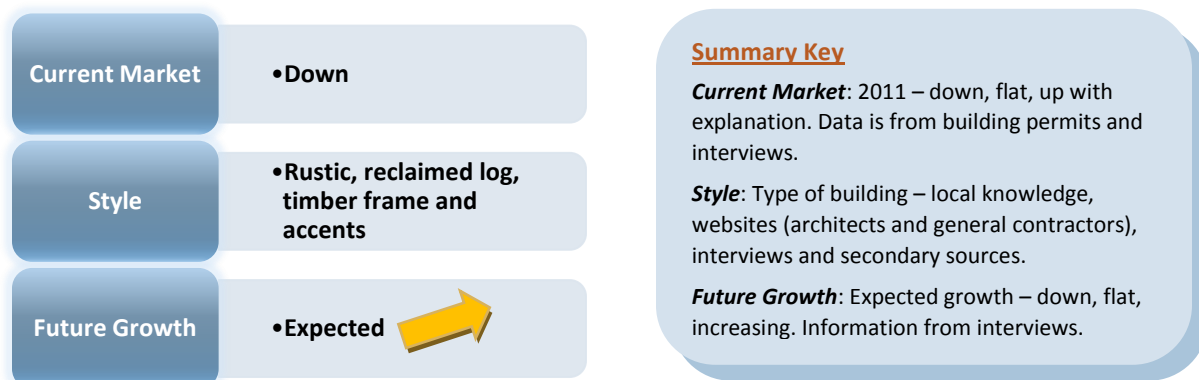 Current Market
•Down
Style
•Rustic, reclaimed log,
timber frame and
accents
Future Growth
•Expected
Summary Key
Current Market: 2011 – down, flat, up with
explanation. Data is from building permits and
interviews.
Style: Type of building – local knowledge,
websites (architects and general contractors),
interviews and secondary sources.
Future Growth: Expected growth – down, flat,
increasing. Information from interviews.